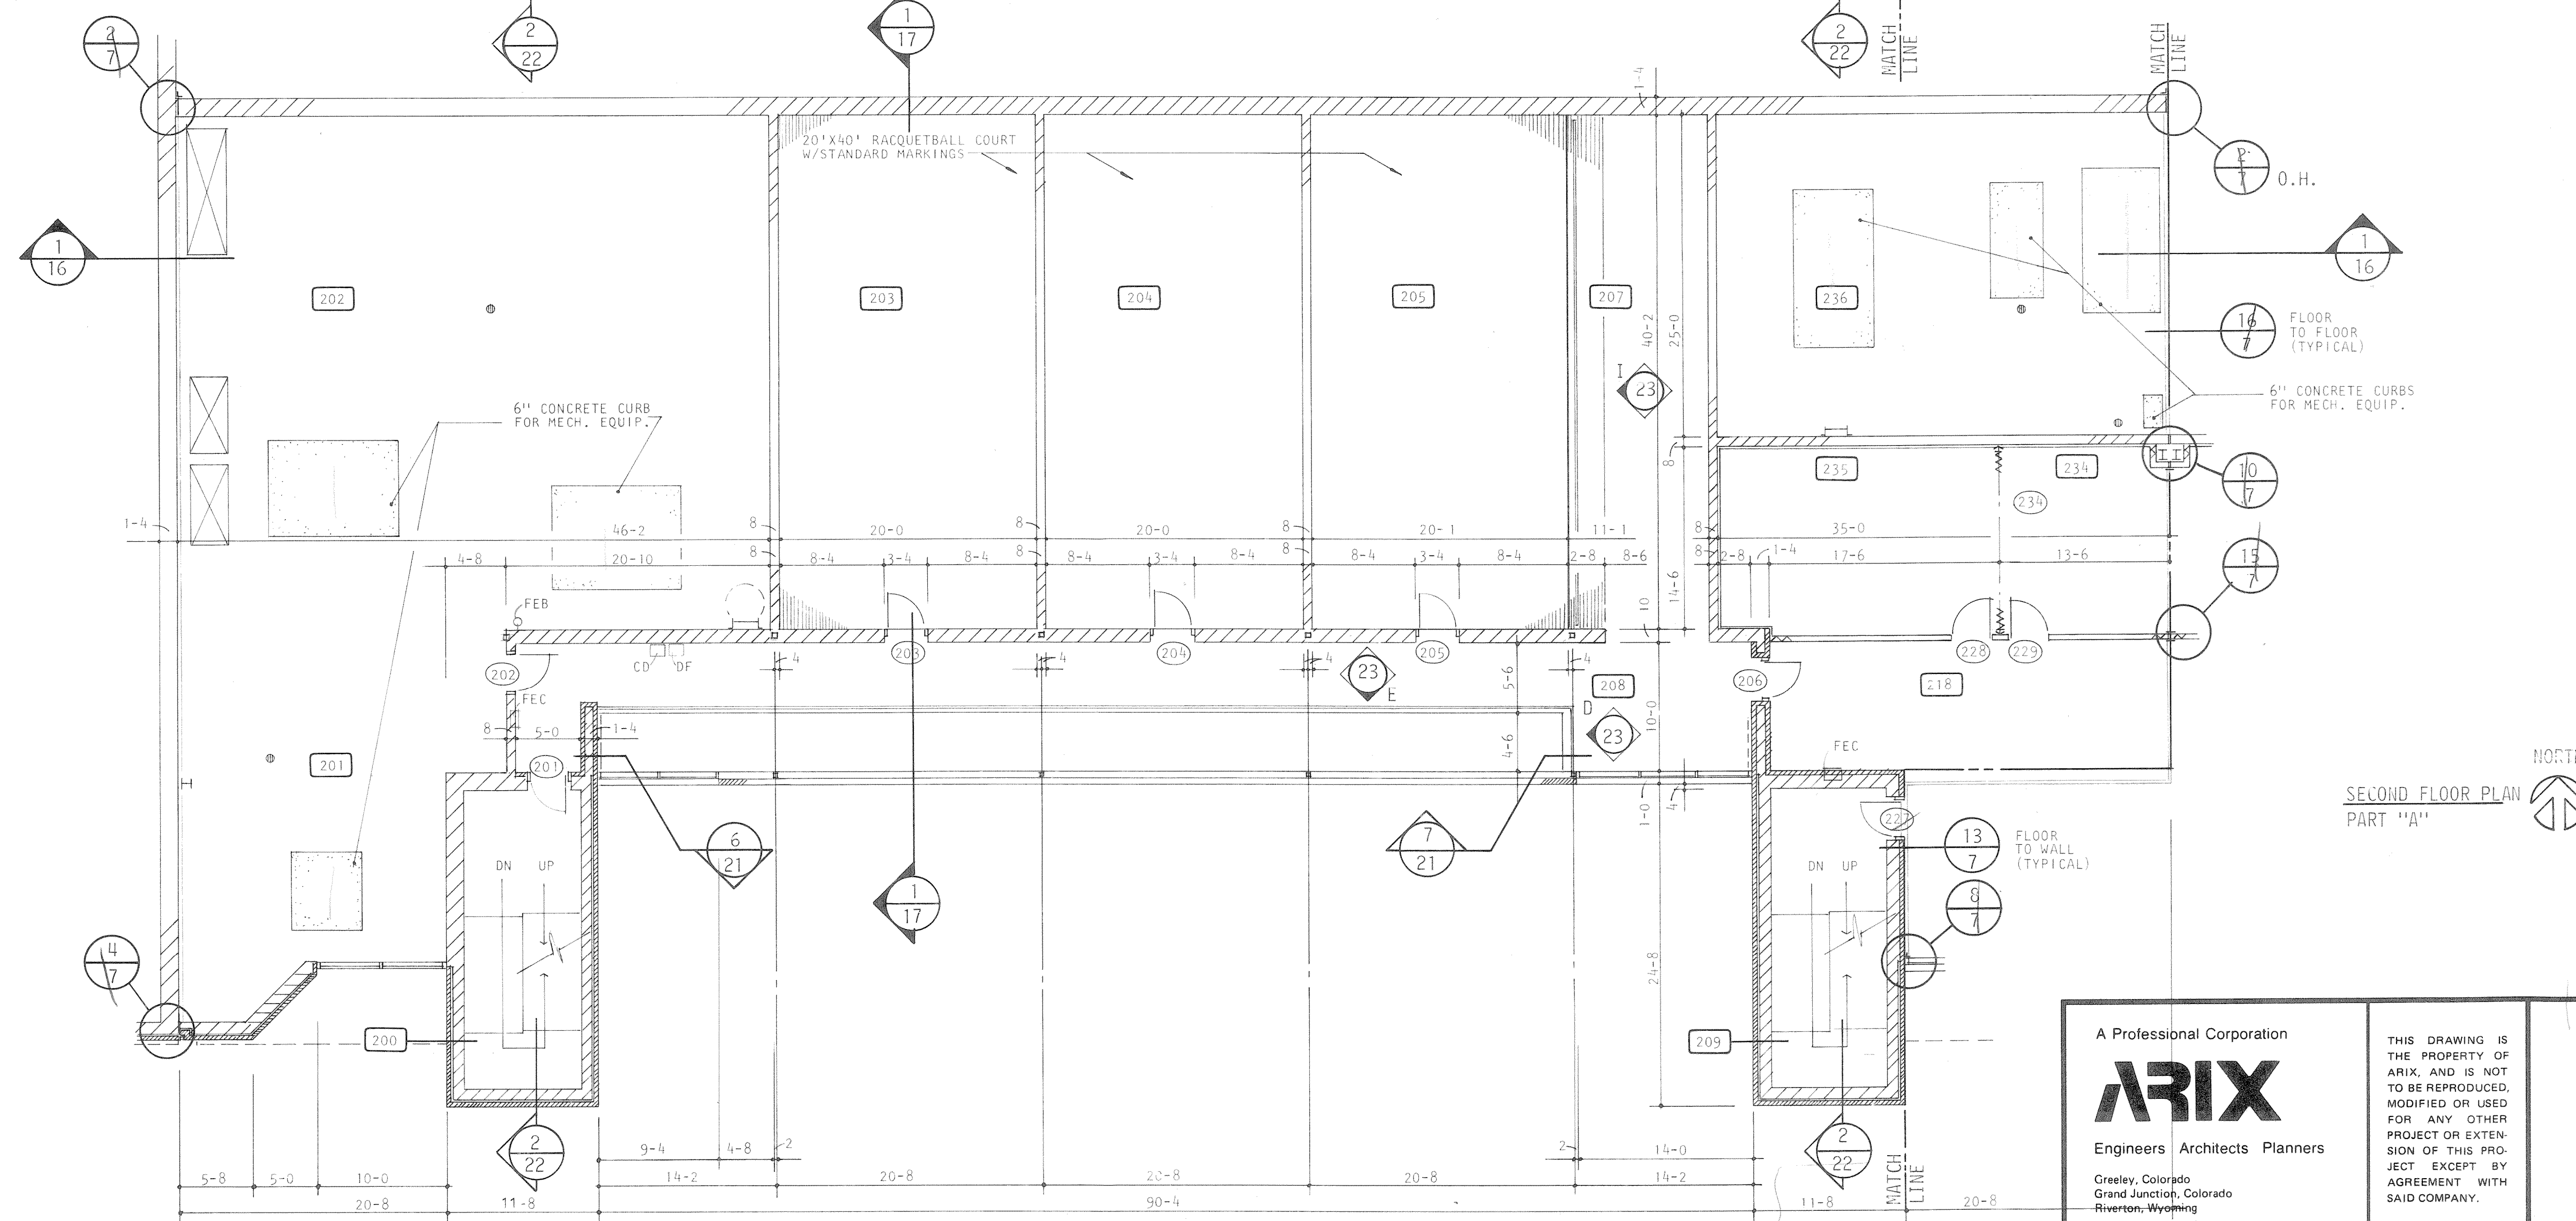 2
7
2
22
1
17
2
22
MATCH
LINE
MATCH
LINE
1-4
20'X40' RACQUETBALL COURT
W/STANDARD MARKINGS
2
7
O.H.
1
16
1
16
202
203
204
205
207
236
40-2
25-0
16
7
FLOOR
TO FLOOR
(TYPICAL)
I
23
6" CONCRETE CURB
FOR MECH. EQUIP.
6" CONCRETE CURBS
FOR MECH. EQUIP.
8
235
234
234
10
7
1-4
46-2
8
20-0
8
20-0
8
20-1
11-1
8
35-0
4-8
20-10
8
8-4
3-4
8-4
8
8-4
3-4
8-4
8
8-4
3-4
8-4
2-8
8-6
8
2-8
1-4
17-6
13-6
15
7
14-6
10
FEB
CD
DF
203
204
205
228
229
202
4
4
4
4
23
E
5-6
208
206
218
FEC
8
5-0
1-4
D
23
10-0
4-6
201
201
FEC
NORTH
1-0
4
SECOND FLOOR PLAN
PART "A"
6
21
7
21
227
13
7
FLOOR
TO WALL
(TYPICAL)
DN UP
DN UP
1
17
8
7
4
7
24-8
200
209
2
22
2
22
9-4
4-8
2
2
14-0
5-8
5-0
10-0
14-2
20-8
20-8
20-8
14-2
20-8
11-8
90-4
11-8
20-8
MATCH
LINE
A Professional Corporation
ARIX
Engineers Architects Planners
Greeley, Colorado
Grand Junction, Colorado
Riverton, Wyoming
THIS DRAWING IS
THE PROPERTY OF
ARIX, AND IS NOT
TO BE REPRODUCED,
MODIFIED OR USED
FOR ANY OTHER
PROJECT OR EXTEN-
SION OF THIS PRO-
JECT EXCEPT BY
AGREEMENT WITH
SAID COMPANY.